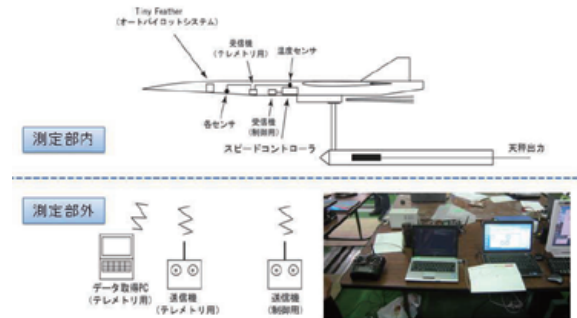 Tiny Feather
(オートパイロットシステム)
受信機
(テレメトリ用)
温度センサ
各センサ
受信機
(制御用)
スピードコントローラ
測定部内
天秤出力
測定部外
データ取得PC
(テレメトリ用)
送信機
(テレメトリ用)
送信機
(制御用)